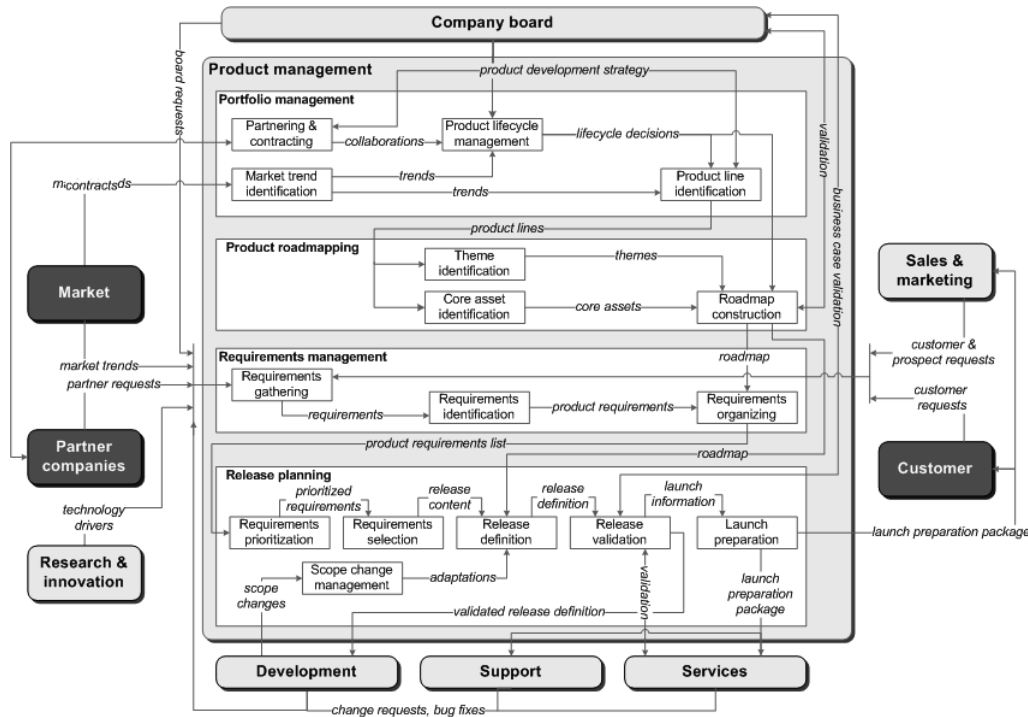 Company board
board requests
Product management
product development strategy
Portfolio management
Partnering &
contracting
collaborations
Product lifecycle
management
lifecycle decisions
validation
business case validation
contracts
Market trend
identification
trends
trends
Product line
identification
product lines
Product roadmapping
Theme
identification
themes
Core asset
identification
core assets
Roadmap
construction
Market
Sales &
marketing
market trends
partner requests
Requirements management
Requirements
gathering
requirements
Requirements
identification
product requirements
roadmap
Requirements
organizing
customer &
prospect requests
customer
requests
Partner
companies
product requirements list
roadmap
Customer
Release planning
prioritized
requirements
release
content
release
definition
launch
information
Requirements
prioritization
Requirements
selection
Release
definition
Release
validation
Launch
preparation
launch preparation package
technology
drivers
Research &
innovation
scope
changes
Scope change
management
adaptations
validation
launch
preparation
package
validated release definition
Development
Support
Services
change requests, bug fixes